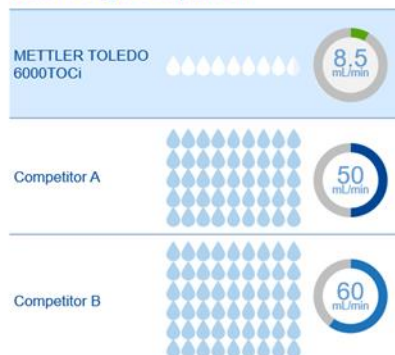 METTLER TOLEDO
6000TOCi
8.5
mL/min
Competitor A
50
mL/min
Competitor B
60
mL/min